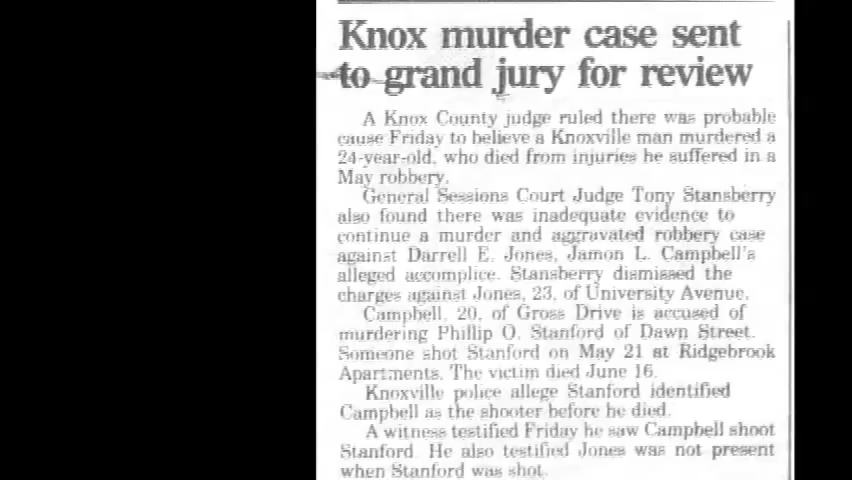 Knox murder case sent
to grand jury for review
A Knox County judge ruled there was probable
cause Friday to believe a Knoxville man murdered a
24-year-old, who died from injuries he suffered in a
May robbery.
General Sessions Court Judge Tony Stansberry
also found there was inadequate evidence to
continue a murder and aggravated robbery case
against Darrell E. Jones, Jamon L. Campbell's
alleged accomplice. Stansberry dismissed the
charges against Jones, 23, of University Avenue.
Campbell, 20, of Gross Drive is accused of
murdering Phillip O. Stanford of Dawn Street.
Someone shot Stanford on May 21 at Ridgebrook
Apartments. The victim died June 16.
Knoxville police allege Stanford identified
Campbell as the shooter before he died.
A witness testified Friday he saw Campbell shoot
Stanford. He also testified Jones was not present
when Stanford was shot.